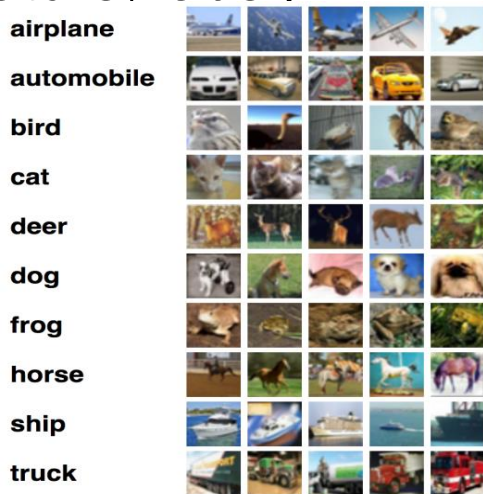 airplane
automobile
bird
cat
deer
dog
frog
horse
ship
truck